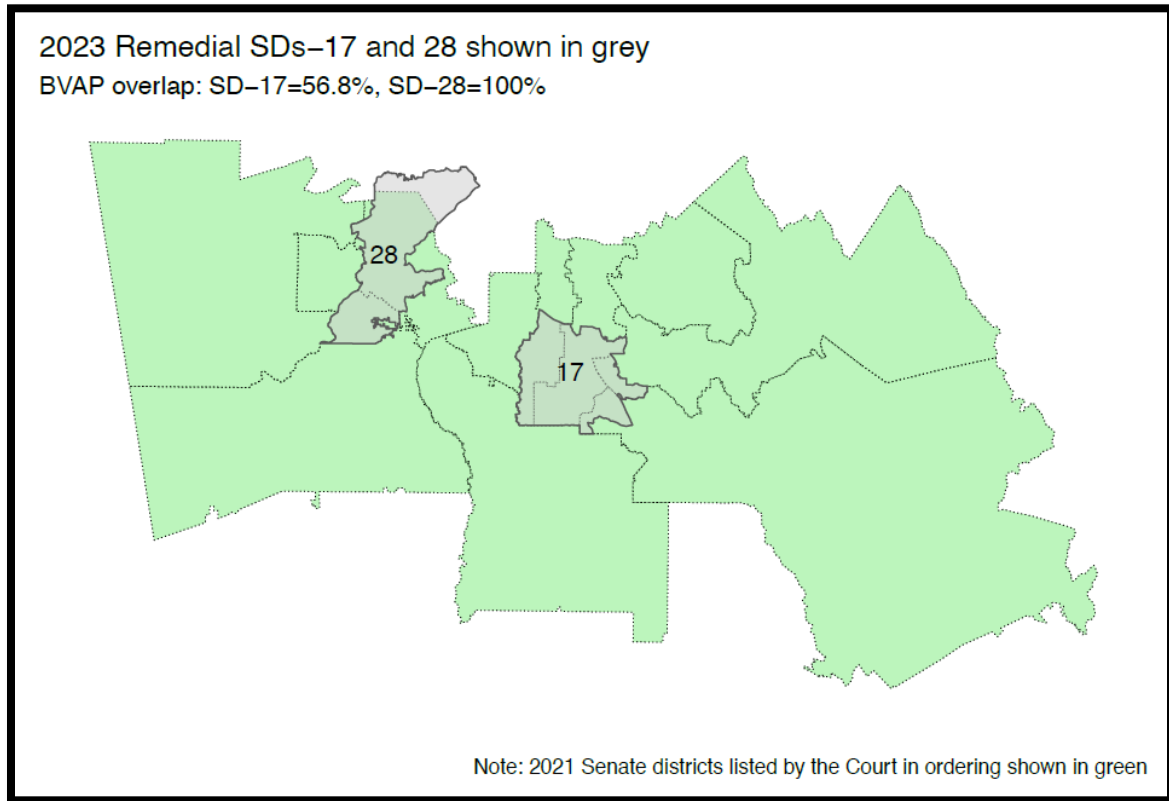 2023 Remedial SDs−17 and 28 shown in grey
BVAP overlap: SD−17=56.8%, SD−28=100%
28
17
Note: 2021 Senate districts listed by the Court in ordering shown in green